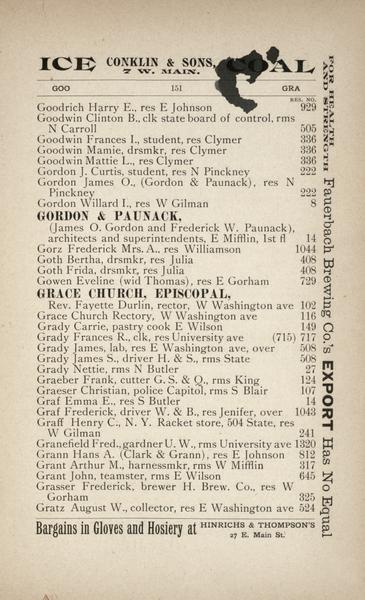 ICE CONKLIN & SONS, COAL
7 W. MAIN.
GOO 151 GRA
RES. NO.
Goodrich Harry E., res E Johnson 929
Goodwin Clinton B., clk state board of control, rms
N Carroll 505
Goodwin Frances I., student, res Clymer 336
Goodwin Mamie, drsmkr, res Clymer 336
Goodwin Mattie L., res Clymer 336
Gordon J. Curtis, student, res N Pinckney 222
Gordon James O., (Gordon & Paunack), res N
Pinckney 222
Gordon Willard I., res W Gilman 8
GORDON & PAUNACK,
(James O. Gordon and Frederick W. Paunack),
architects and superintendents, E Mifflin, 1st fl 14
Gorz Frederick Mrs. A., res Williamson 1044
Goth Bertha, drsmkr, res Julia 408
Goth Frida, drsmkr, res Julia 408
Gowen Eveline (wid Thomas), res E Gorham 729
GRACE CHURCH, EPISCOPAL,
Rev. Fayette Durlin, rector, W Washington ave 102
Grace Church Rectory, W Washington ave 116
Grady Carrie, pastry cook E Wilson 149
Grady Frances R., clk, res University ave (715) 717
Grady James, lab, res E Washington ave, over 508
Grady James S., driver H. & S., rms State 508
Grady Nettie, rms N Butler 27
Graeber Frank, cutter G. S. & Q., rms King 124
Graeser Christian, police Capitol, rms S Blair 107
Graf Emma E., res S Butler 14
Graf Frederick, driver W. & B., res Jenifer, over 1043
Graff Henry C., N. Y. Racket store, 504 State, res
W Gilman 241
Granefield Fred., gardner U. W., rms University ave 1320
Grann Hans A. (Clark & Grann), res E Johnson 812
Grant Arthur M., harnessmkr, rms W Mifflin 317
Grant John, teamster, rms E Wilson 645
Grasser Frederick, brewer H. Brew. Co., res W
Gorham 325
Gratz August W., collector, res E Washington ave 524
Bargains in Gloves and Hosiery at HINRICHS & THOMPSON'S
27 E. Main St.
FOR HEALTH
AND STRENGTH
Fauerbach Brewing Co.'s EXPORT Has No Equal